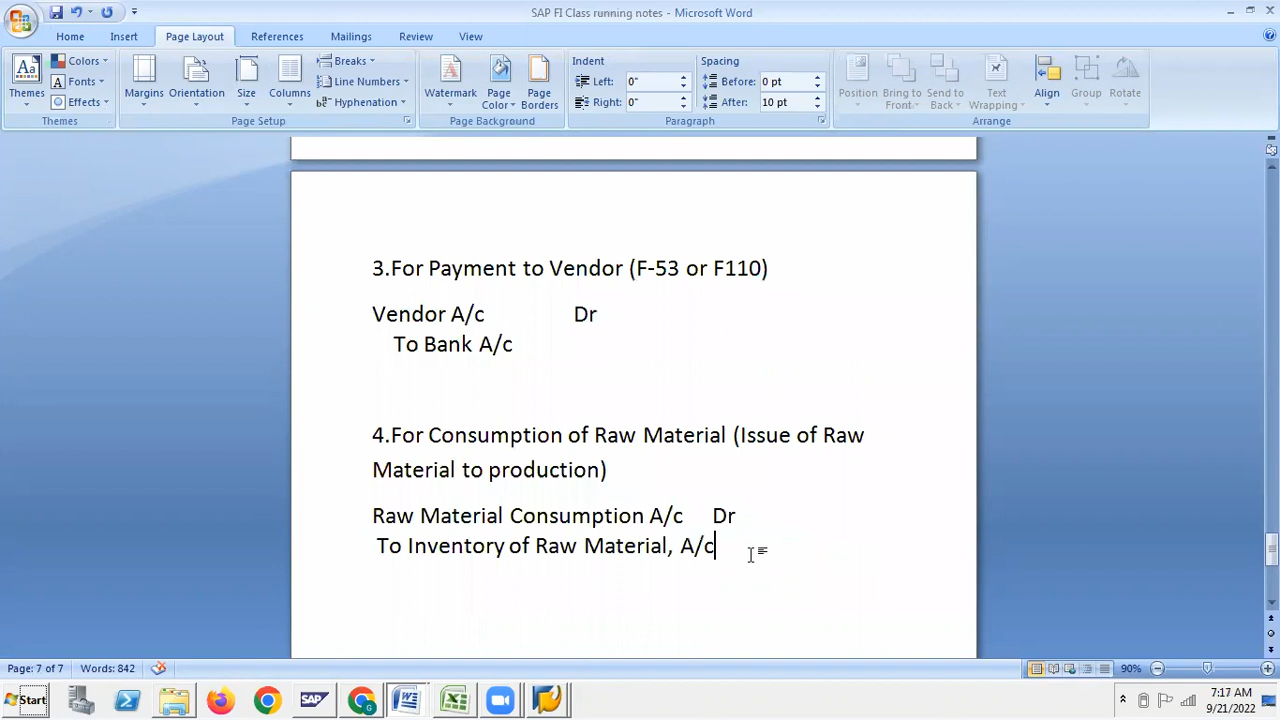 SAP FI Class running notes - Microsoft Word
Home Insert Page Layout References Mailings Review View
Themes Colors Fonts Effects Themes
Margins Orientation Size Columns Breaks Line Numbers Hyphenation Page Setup
Watermark Page Color Page Borders Page Background
Indent Left: 0" Right: 0" Spacing Before: 0 pt After: 10 pt Paragraph
Position Bring to Front Send to Back Text Wrapping Align Group Rotate Arrange
3.For Payment to Vendor (F-53 or F110)
Vendor A/c Dr
To Bank A/c
4.For Consumption of Raw Material (Issue of Raw
Material to production)
Raw Material Consumption A/c Dr
To Inventory of Raw Material, A/c
Page: 7 of 7 Words: 842 90%
Start SAP 7:17 AM
9/21/2022